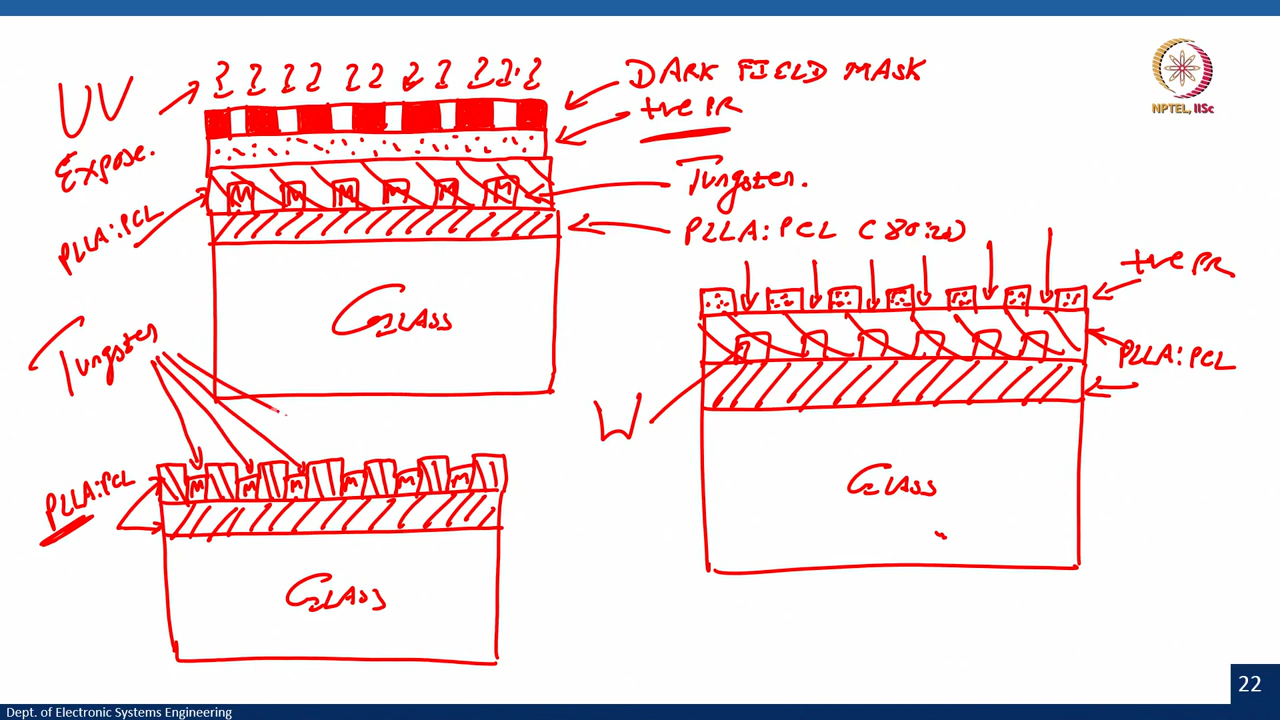 UV
Expose.
DARK FIELD MASK
+ve PR
Tungsten.
PLLA:PCL (80:20)
PLLA:PCL
M M M M M M
GLASS
NPTEL, IISc
+ve PR
PLLA:PCL
W
GLASS
Tungsten
PLLA:PCL
M M M M M M
GLASS
22
Dept. of Electronic Systems Engineering